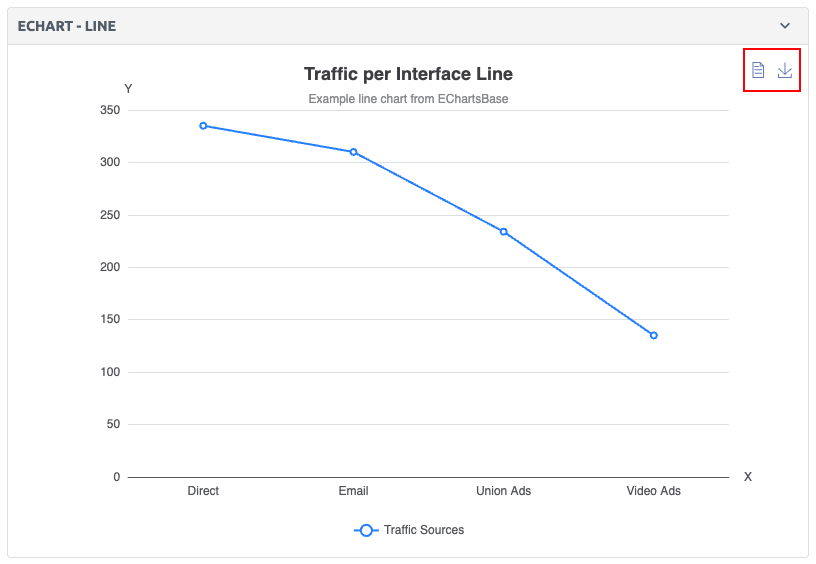 ECHART - LINE
Traffic per Interface Line
Example line chart from EChartsBase
Y
350
300
250
200
150
100
50
0
Direct
Email
Union Ads
Video Ads
X
Traffic Sources